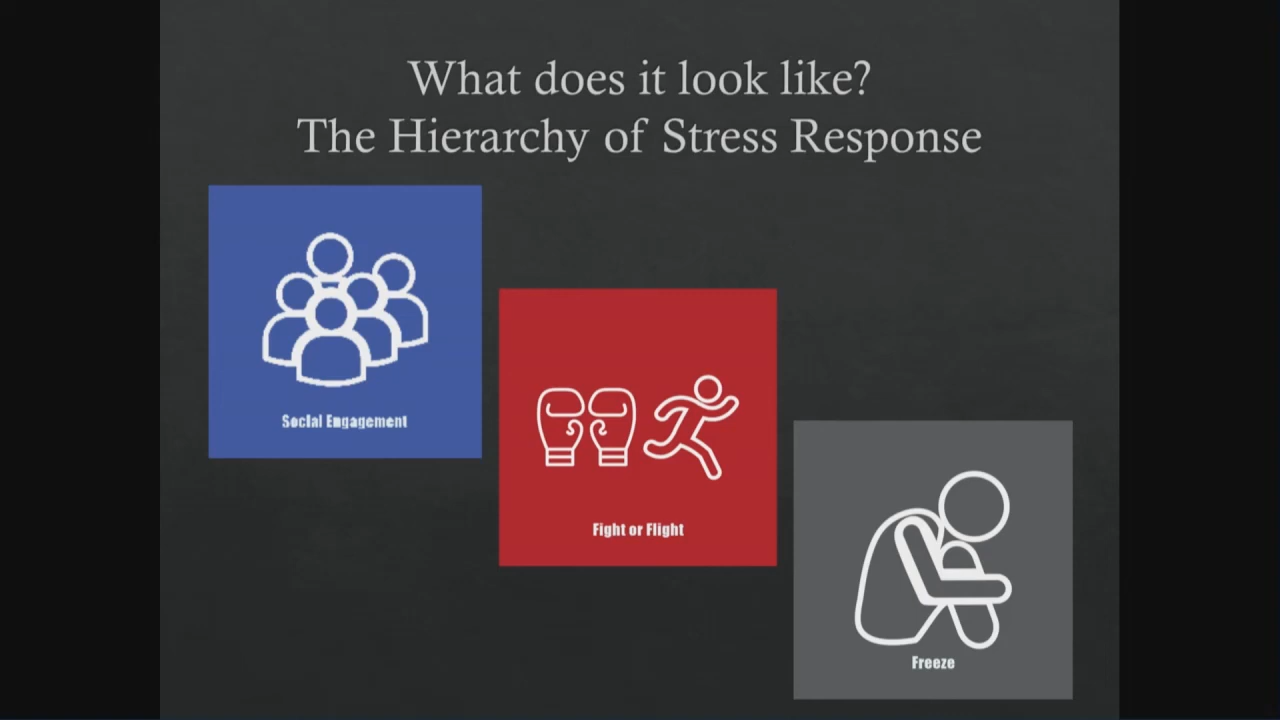 What does it look like?
The Hierarchy of Stress Response
Social Engagement
Fight or Flight
Freeze